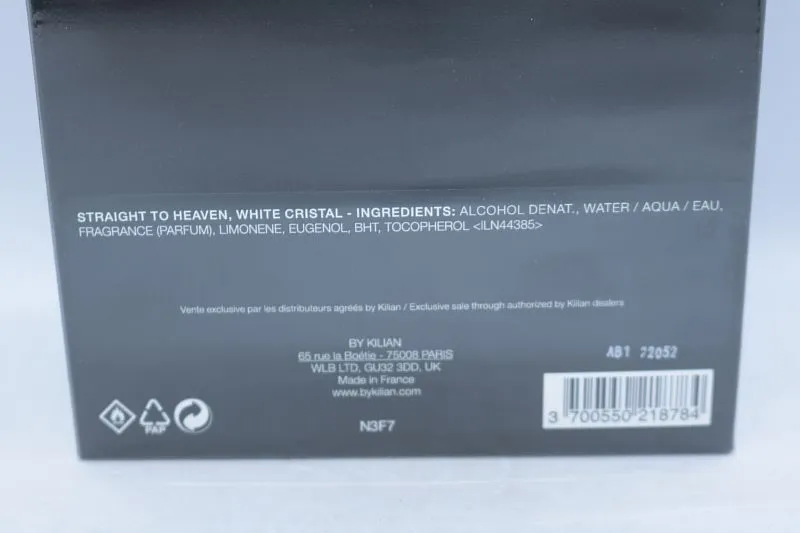 STRAIGHT TO HEAVEN, WHITE CRISTAL - INGREDIENTS: ALCOHOL DENAT., WATER / AQUA / EAU,
FRAGRANCE (PARFUM), LIMONENE, EUGENOL, BHT, TOCOPHEROL <ILN44385>
Vente exclusive par les distributeurs agréés by Kilian / Exclusive sale through authorized by Kilian dealers
BY KILIAN
65 rue la Boétie - 75008 PARIS
WLB LTD, GU32 3DD, UK
Made in France
www.bykilian.com
N3F7
PAP
AB1 22052
3 700550 218784